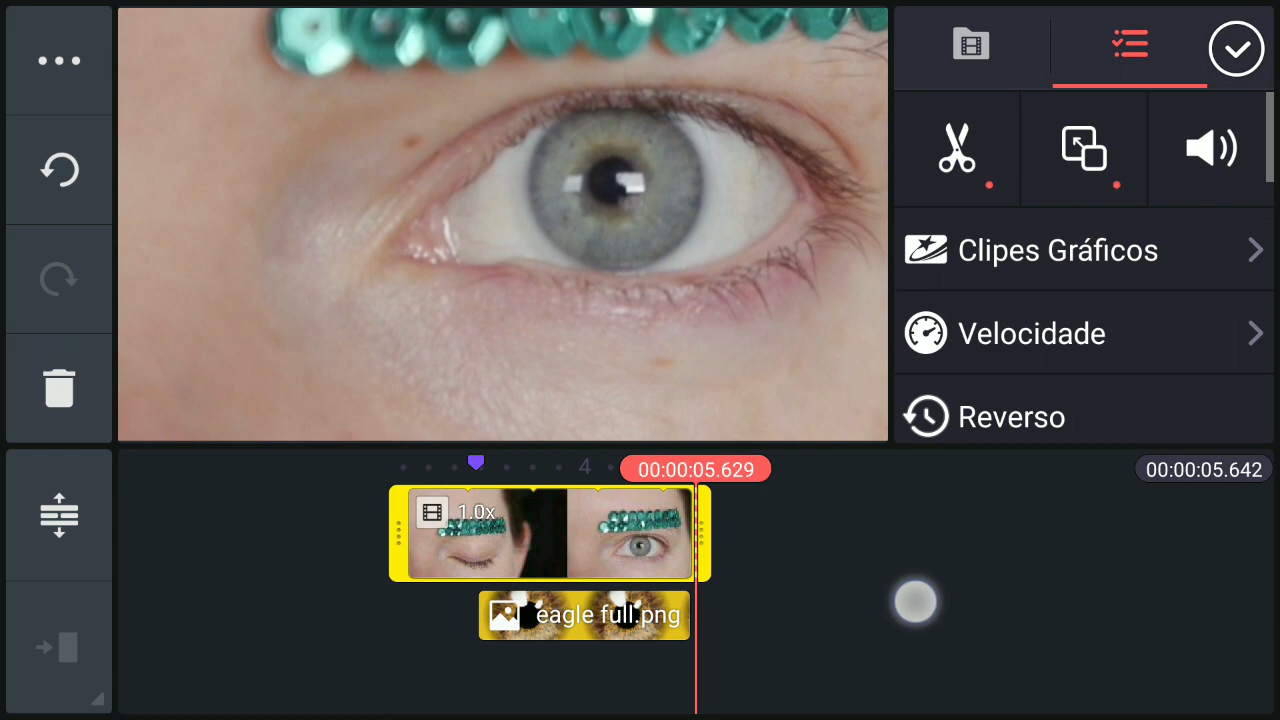 Clipes Gráficos
Velocidade
Reverso
4
00:00:05.629
00:00:05.642
1.0x
eagle full.png